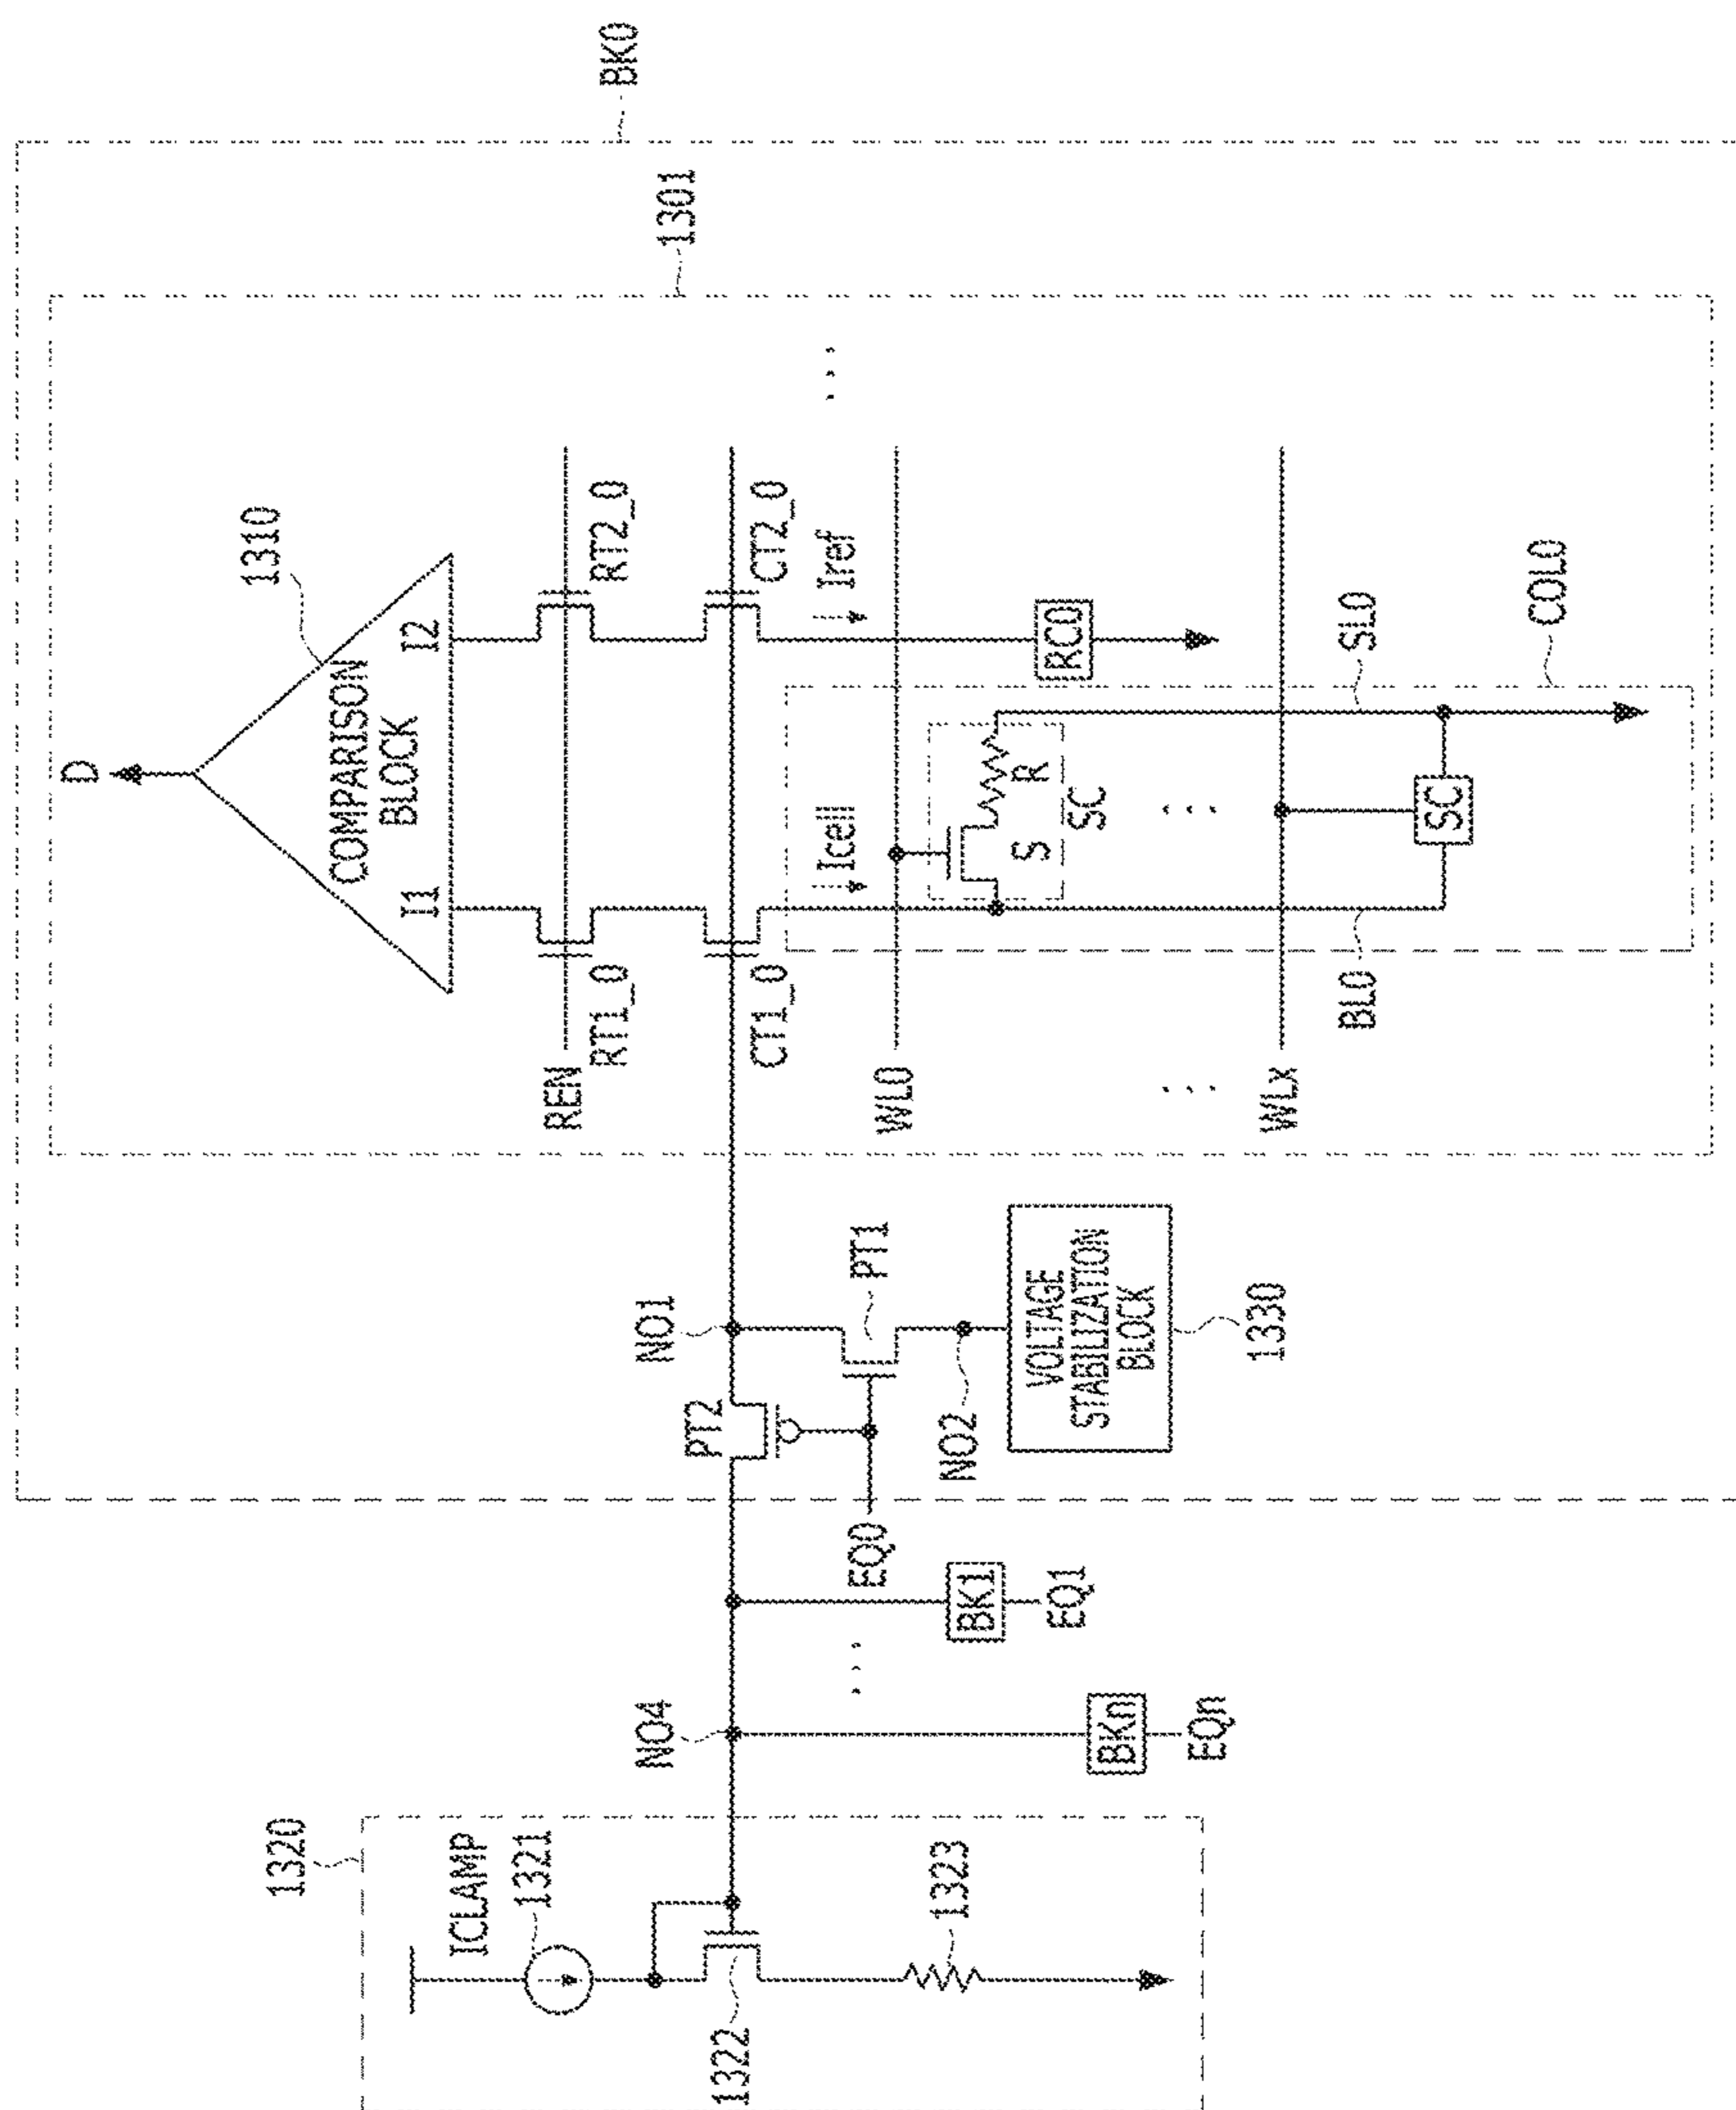 BK0
1301
D
1310
COMPARISON
BLOCK
I1
I2
REN
RT1_0
RT2_0
CT1_0
CT2_0
Icell
Iref
WL0
S
R
SC
RC0
WLx
SC
BL0
SL0
COL0
NO1
PT2
PT1
EQ0
NO2
VOLTAGE
STABILIZATION
BLOCK
1330
BK1
EQ1
NO4
BKn
EQn
1320
ICLAMP
1321
1322
1323